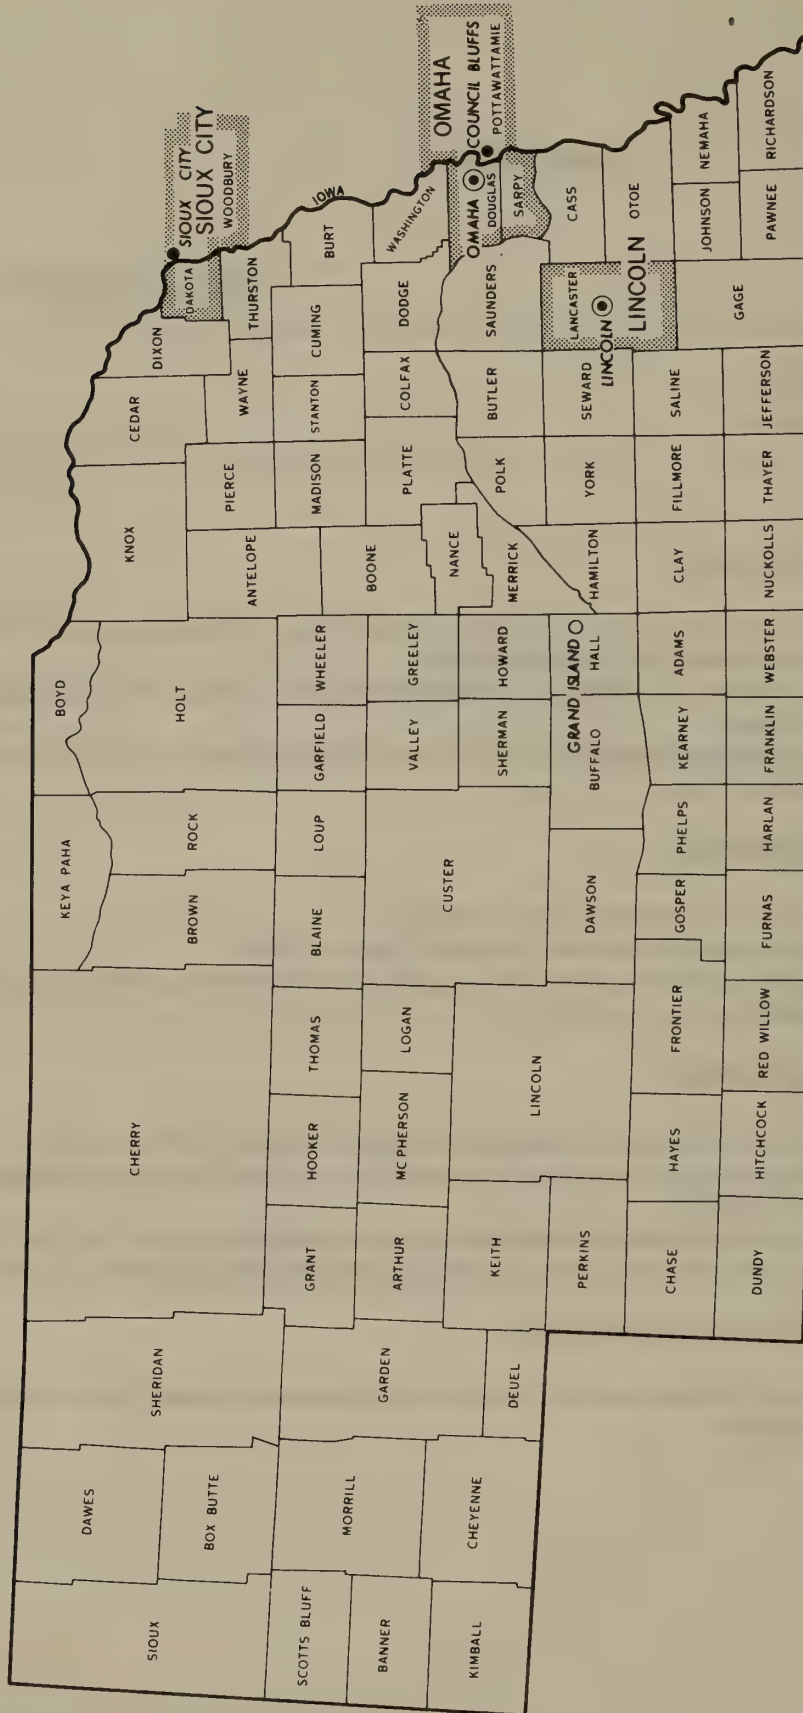 SIOUX CITY
SIOUX CITY
WOODBURY
DAKOTA
IOWA
OMAHA
COUNCIL BLUFFS
POTTAWATTAMIE
OMAHA
DOUGLAS
SARPY
WASHINGTON
BURT
THURSTON
DIXON
CEDAR
WAYNE
CUMING
DODGE
STANTON
COLFAX
PIERCE
MADISON
PLATTE
KNOX
ANTELOPE
BOONE
NANCE
MERRICK
POLK
BUTLER
SAUNDERS
CASS
OTOE
LANCASTER
LINCOLN
LINCOLN
SEWARD
YORK
HAMILTON
NEMAHA
RICHARDSON
JOHNSON
PAWNEE
GAGE
SALINE
JEFFERSON
FILLMORE
THAYER
CLAY
NUCKOLLS
BOYD
HOLT
WHEELER
GREELEY
HOWARD
GRAND ISLAND
HALL
ADAMS
WEBSTER
GARFIELD
VALLEY
SHERMAN
BUFFALO
KEARNEY
FRANKLIN
KEYA PAHA
ROCK
LOUP
BROWN
BLAINE
CUSTER
DAWSON
PHELPS
HARLAN
GOSPER
FURNAS
CHERRY
THOMAS
LOGAN
LINCOLN
FRONTIER
RED WILLOW
HOOKER
MC PHERSON
HAYES
HITCHCOCK
GRANT
ARTHUR
KEITH
PERKINS
CHASE
DUNDY
SHERIDAN
GARDEN
DEUEL
DAWES
BOX BUTTE
MORRILL
CHEYENNE
SIOUX
SCOTTS BLUFF
BANNER
KIMBALL